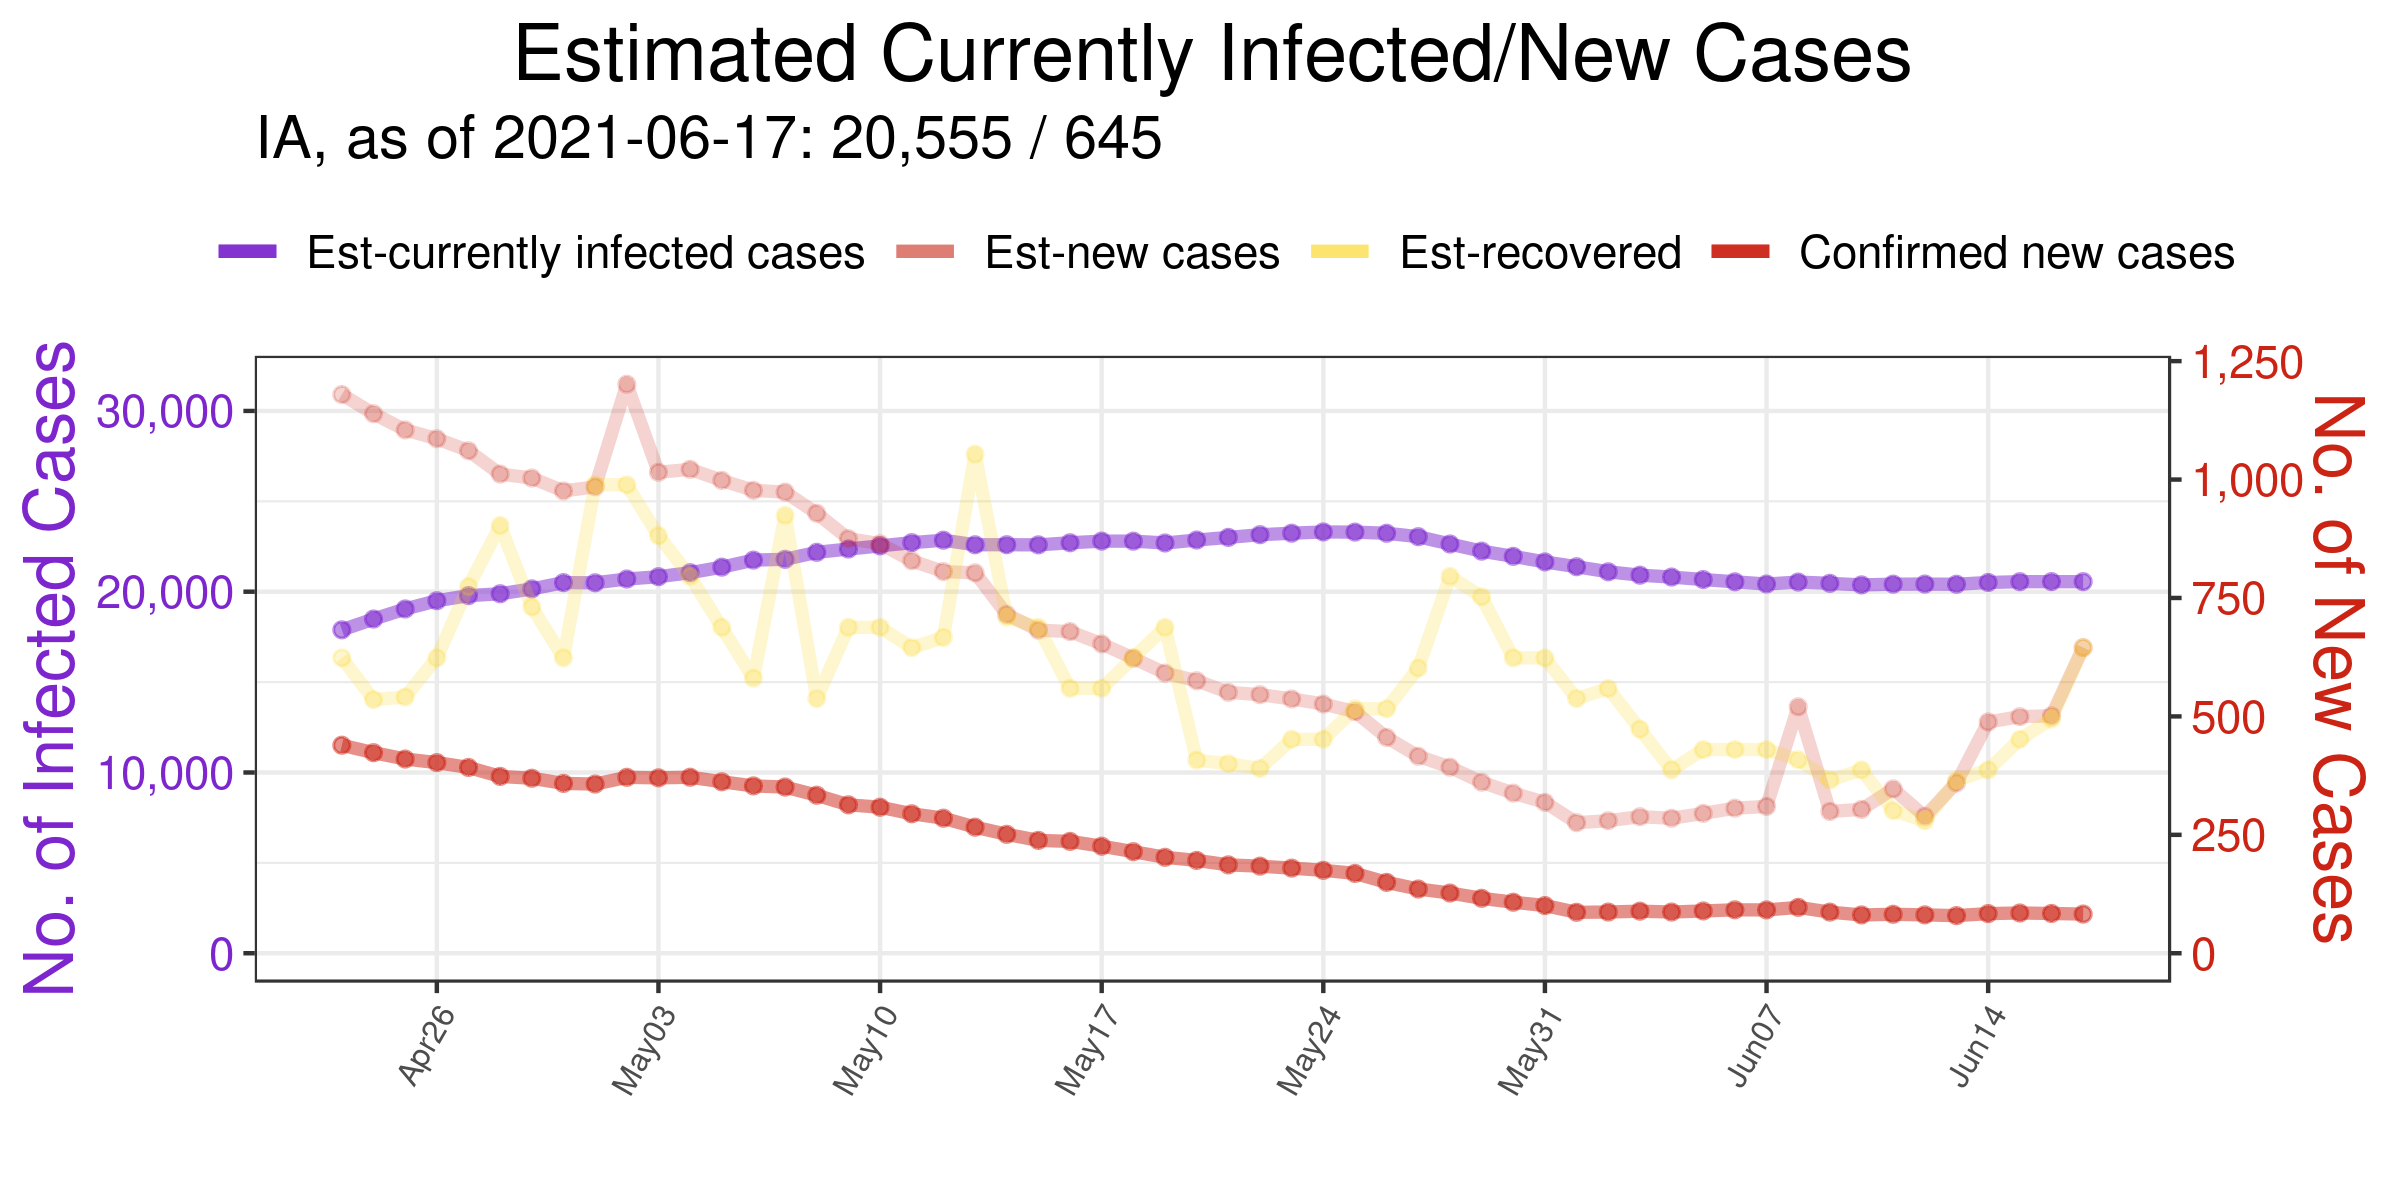 Estimated Currently Infected/New Cases
IA, as of 2021-06-17: 20,555 / 645
Est-currently infected cases Est-new cases Est-recovered Confirmed new cases
No. of Infected Cases
30,000
20,000
10,000
0
1,250
1,000
750
500
250
0
No. of New Cases
Apr26 May03 May10 May17 May24 May31 Jun07 Jun14